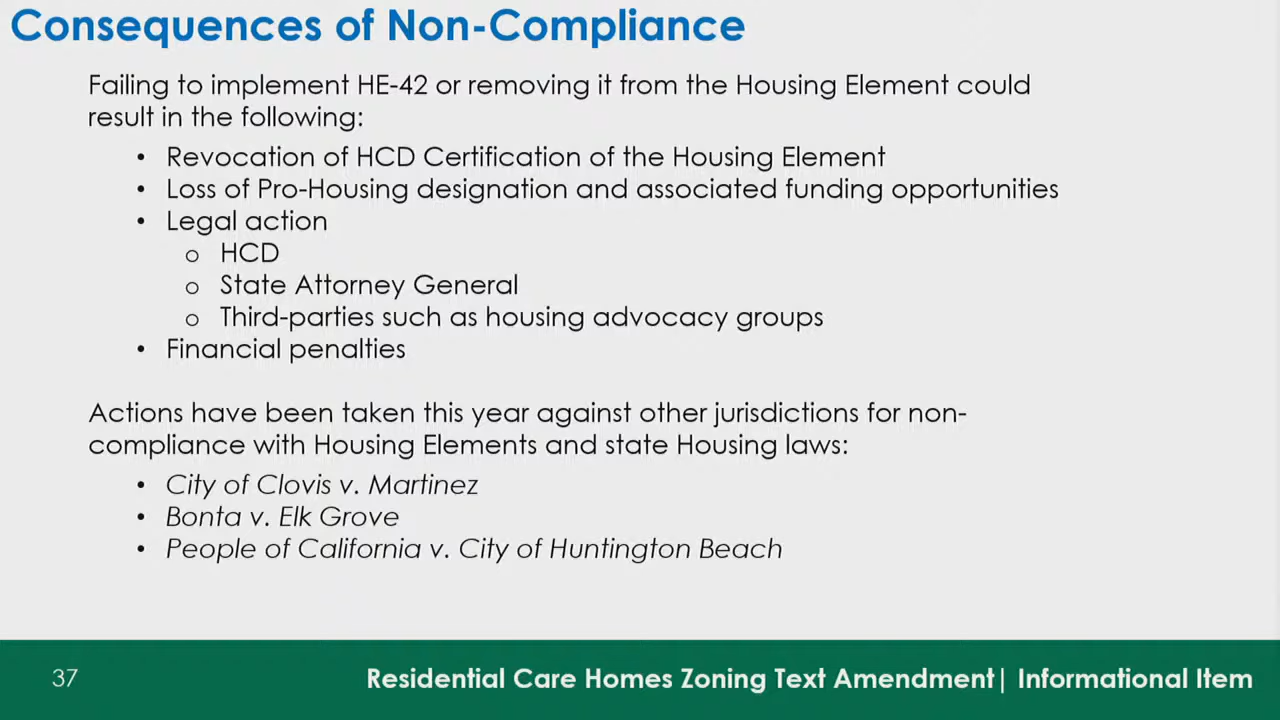 Consequences of Non-Compliance
Failing to implement HE-42 or removing it from the Housing Element could
result in the following:
• Revocation of HCD Certification of the Housing Element
• Loss of Pro-Housing designation and associated funding opportunities
• Legal action
o HCD
o State Attorney General
o Third-parties such as housing advocacy groups
• Financial penalties
Actions have been taken this year against other jurisdictions for non-
compliance with Housing Elements and state Housing laws:
• City of Clovis v. Martinez
• Bonta v. Elk Grove
• People of California v. City of Huntington Beach
37
Residential Care Homes Zoning Text Amendment| Informational Item